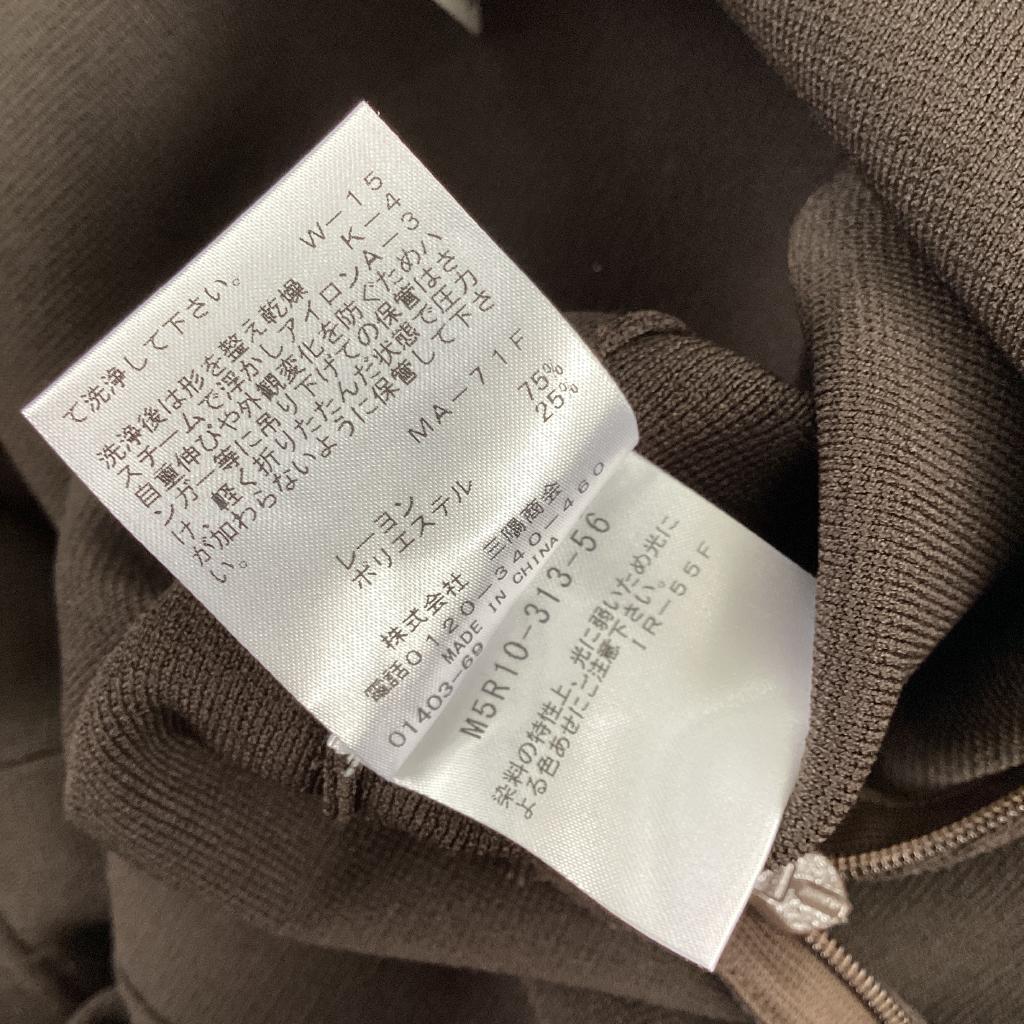 て洗浄して下さい。
W-15
洗浄後は形を整え乾燥
K-4
スチームで浮かしアイロンA-3
自重伸びや外観変化を防ぐためハ
ンガー等に吊り下げての保管はさ
け、軽く折りたたんだ状態で圧力
が加わらないように保管して下さ
い。
MA-71F
レーヨン 75%
ポリエステル 25%
株式会社 三陽商会
電話0120-340-460
MADE IN CHINA
01403-69
M5R10-313-56
染料の特性上、光に弱いため光に
よる色あせにご注意下さい。
IR-55F